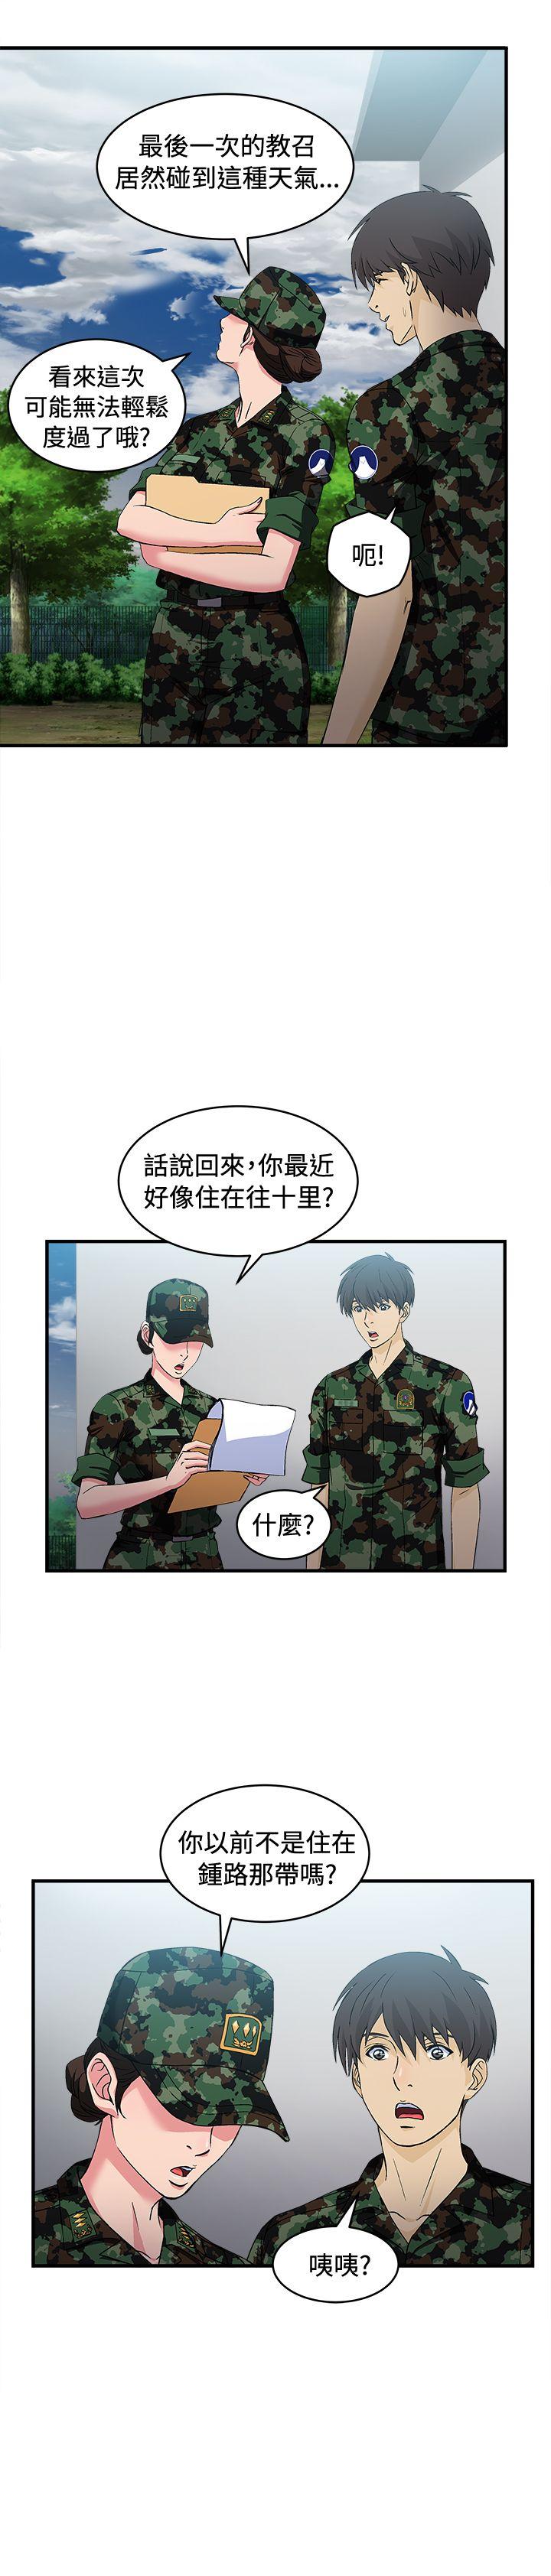 最後一次的教召
居然碰到這種天氣…
看來這次
可能無法輕鬆
度過了哦?
呃!
話說回來，你最近
好像住在往十里?
什麼?
你以前不是住在
鍾路那帶嗎?
咦咦?